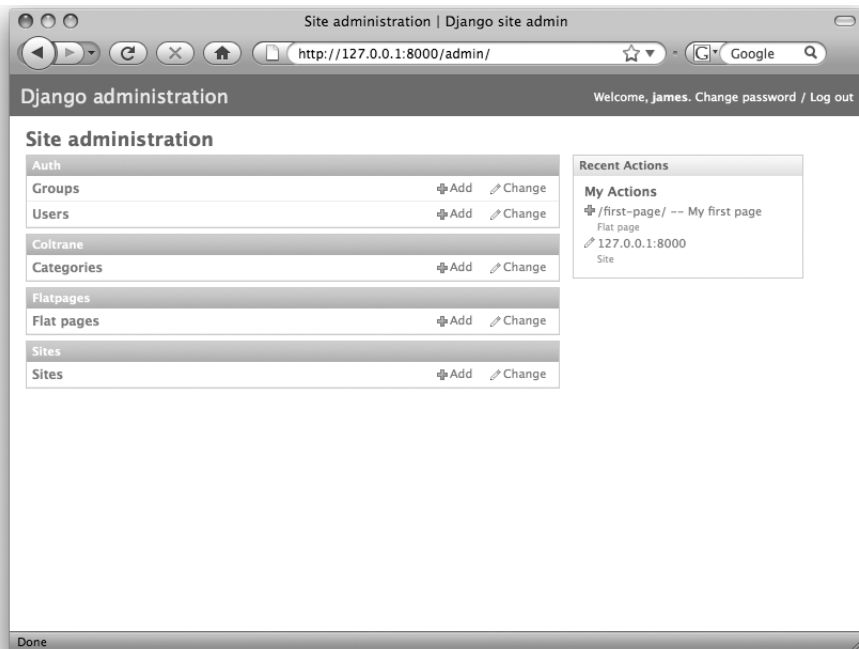 Site administration | Django site admin
http://127.0.0.1:8000/admin/
G Google
Django administration
Welcome, james. Change password / Log out
Site administration
Auth
Groups Add Change
Users Add Change
Coltrane
Categories Add Change
Flatpages
Flat pages Add Change
Sites
Sites Add Change
Recent Actions
My Actions
/first-page/ -- My first page
Flat page
127.0.0.1:8000
Site
Done